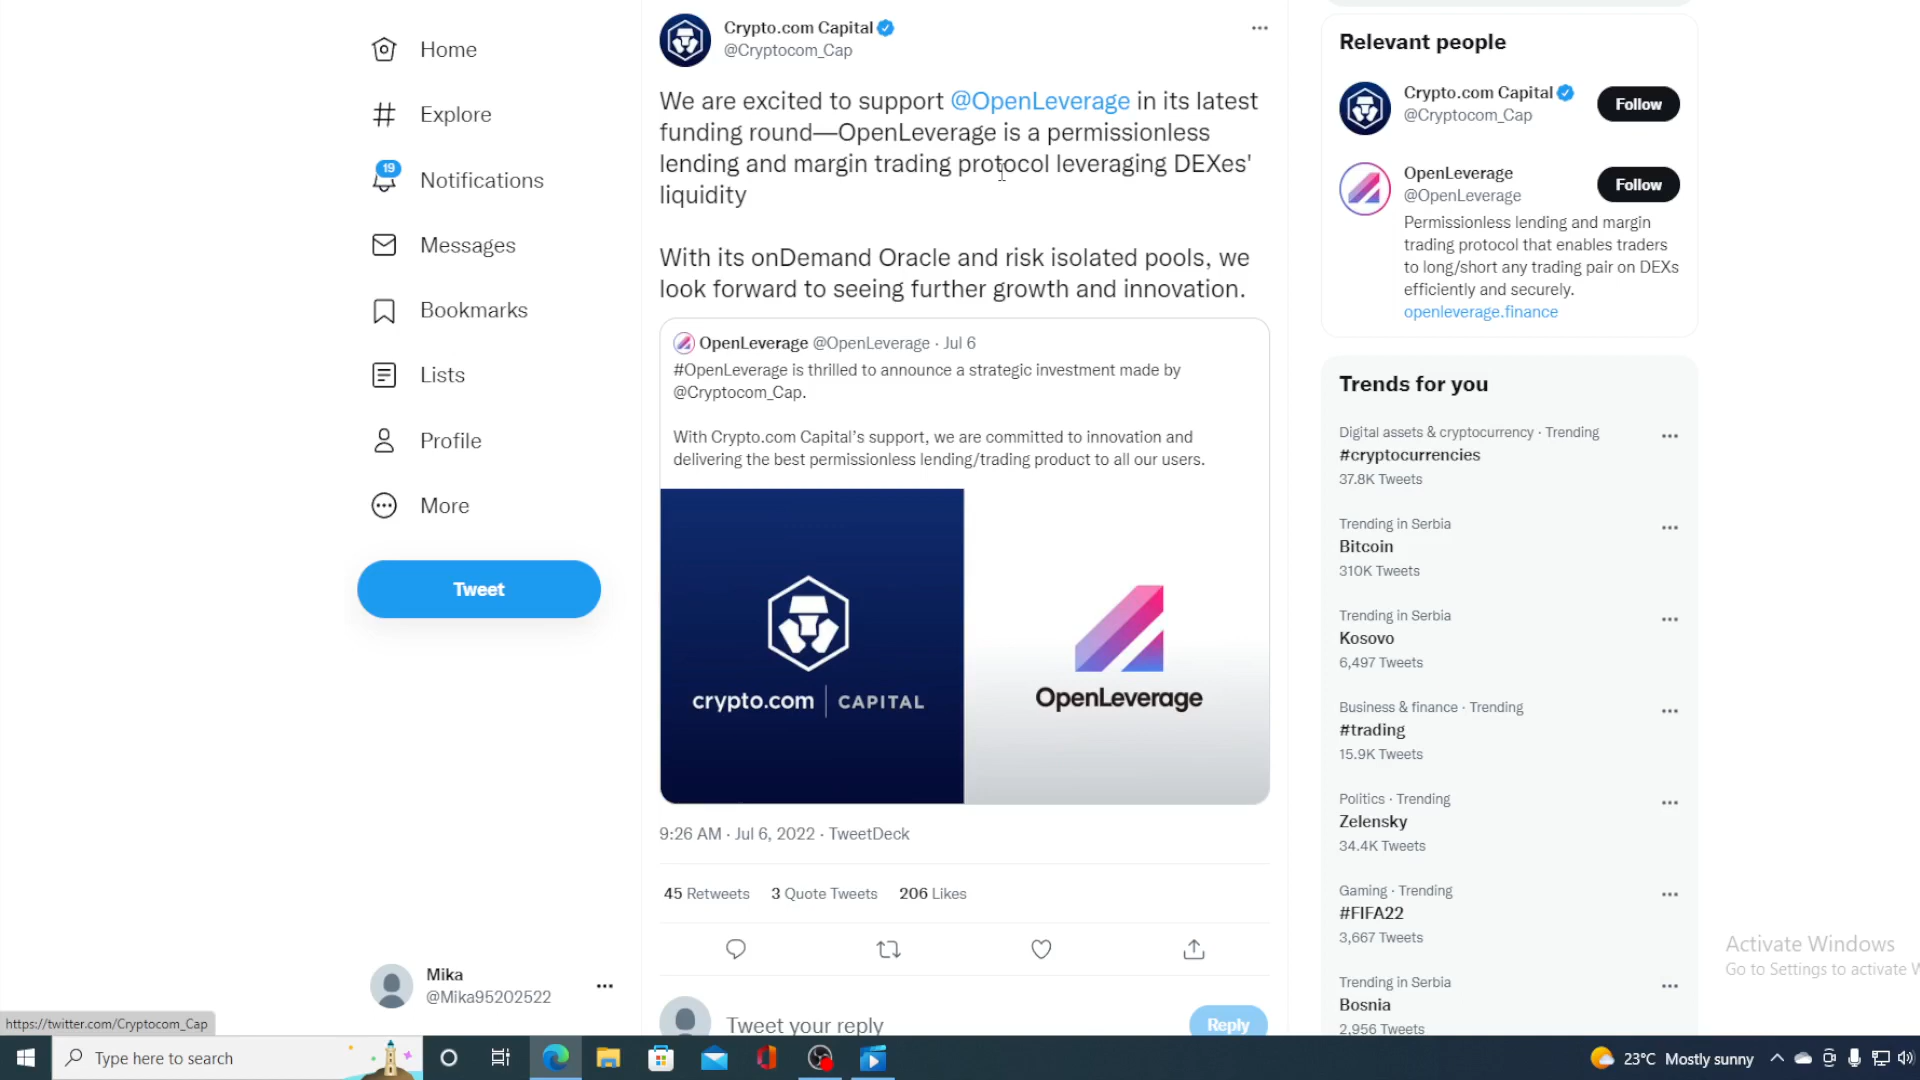 Home
Explore
19
Notifications
Messages
Bookmarks
Lists
Profile
More
Tweet
Mika
@Mika95202522
https://twitter.com/Cryptocom_Cap
Crypto.com Capital
@Cryptocom_Cap
We are excited to support @OpenLeverage in its latest
funding round—OpenLeverage is a permissionless
lending and margin trading protocol leveraging DEXes'
liquidity
With its onDemand Oracle and risk isolated pools, we
look forward to seeing further growth and innovation.
OpenLeverage @OpenLeverage · Jul 6
#OpenLeverage is thrilled to announce a strategic investment made by
@Cryptocom_Cap.
With Crypto.com Capital's support, we are committed to innovation and
delivering the best permissionless lending/trading product to all our users.
crypto.com | CAPITAL
OpenLeverage
9:26 AM · Jul 6, 2022 · TweetDeck
45 Retweets 3 Quote Tweets 206 Likes
Tweet your reply
Reply
Relevant people
Crypto.com Capital
@Cryptocom_Cap
Follow
OpenLeverage
@OpenLeverage
Follow
Permissionless lending and margin
trading protocol that enables traders
to long/short any trading pair on DEXs
efficiently and securely.
openleverage.finance
Trends for you
Digital assets & cryptocurrency · Trending
#cryptocurrencies
37.8K Tweets
Trending in Serbia
Bitcoin
310K Tweets
Trending in Serbia
Kosovo
6,497 Tweets
Business & finance · Trending
#trading
15.9K Tweets
Politics · Trending
Zelensky
34.4K Tweets
Gaming · Trending
#FIFA22
3,667 Tweets
Trending in Serbia
Bosnia
2,956 Tweets
Activate Windows
Go to Settings to activate W
Type here to search
23°C Mostly sunny